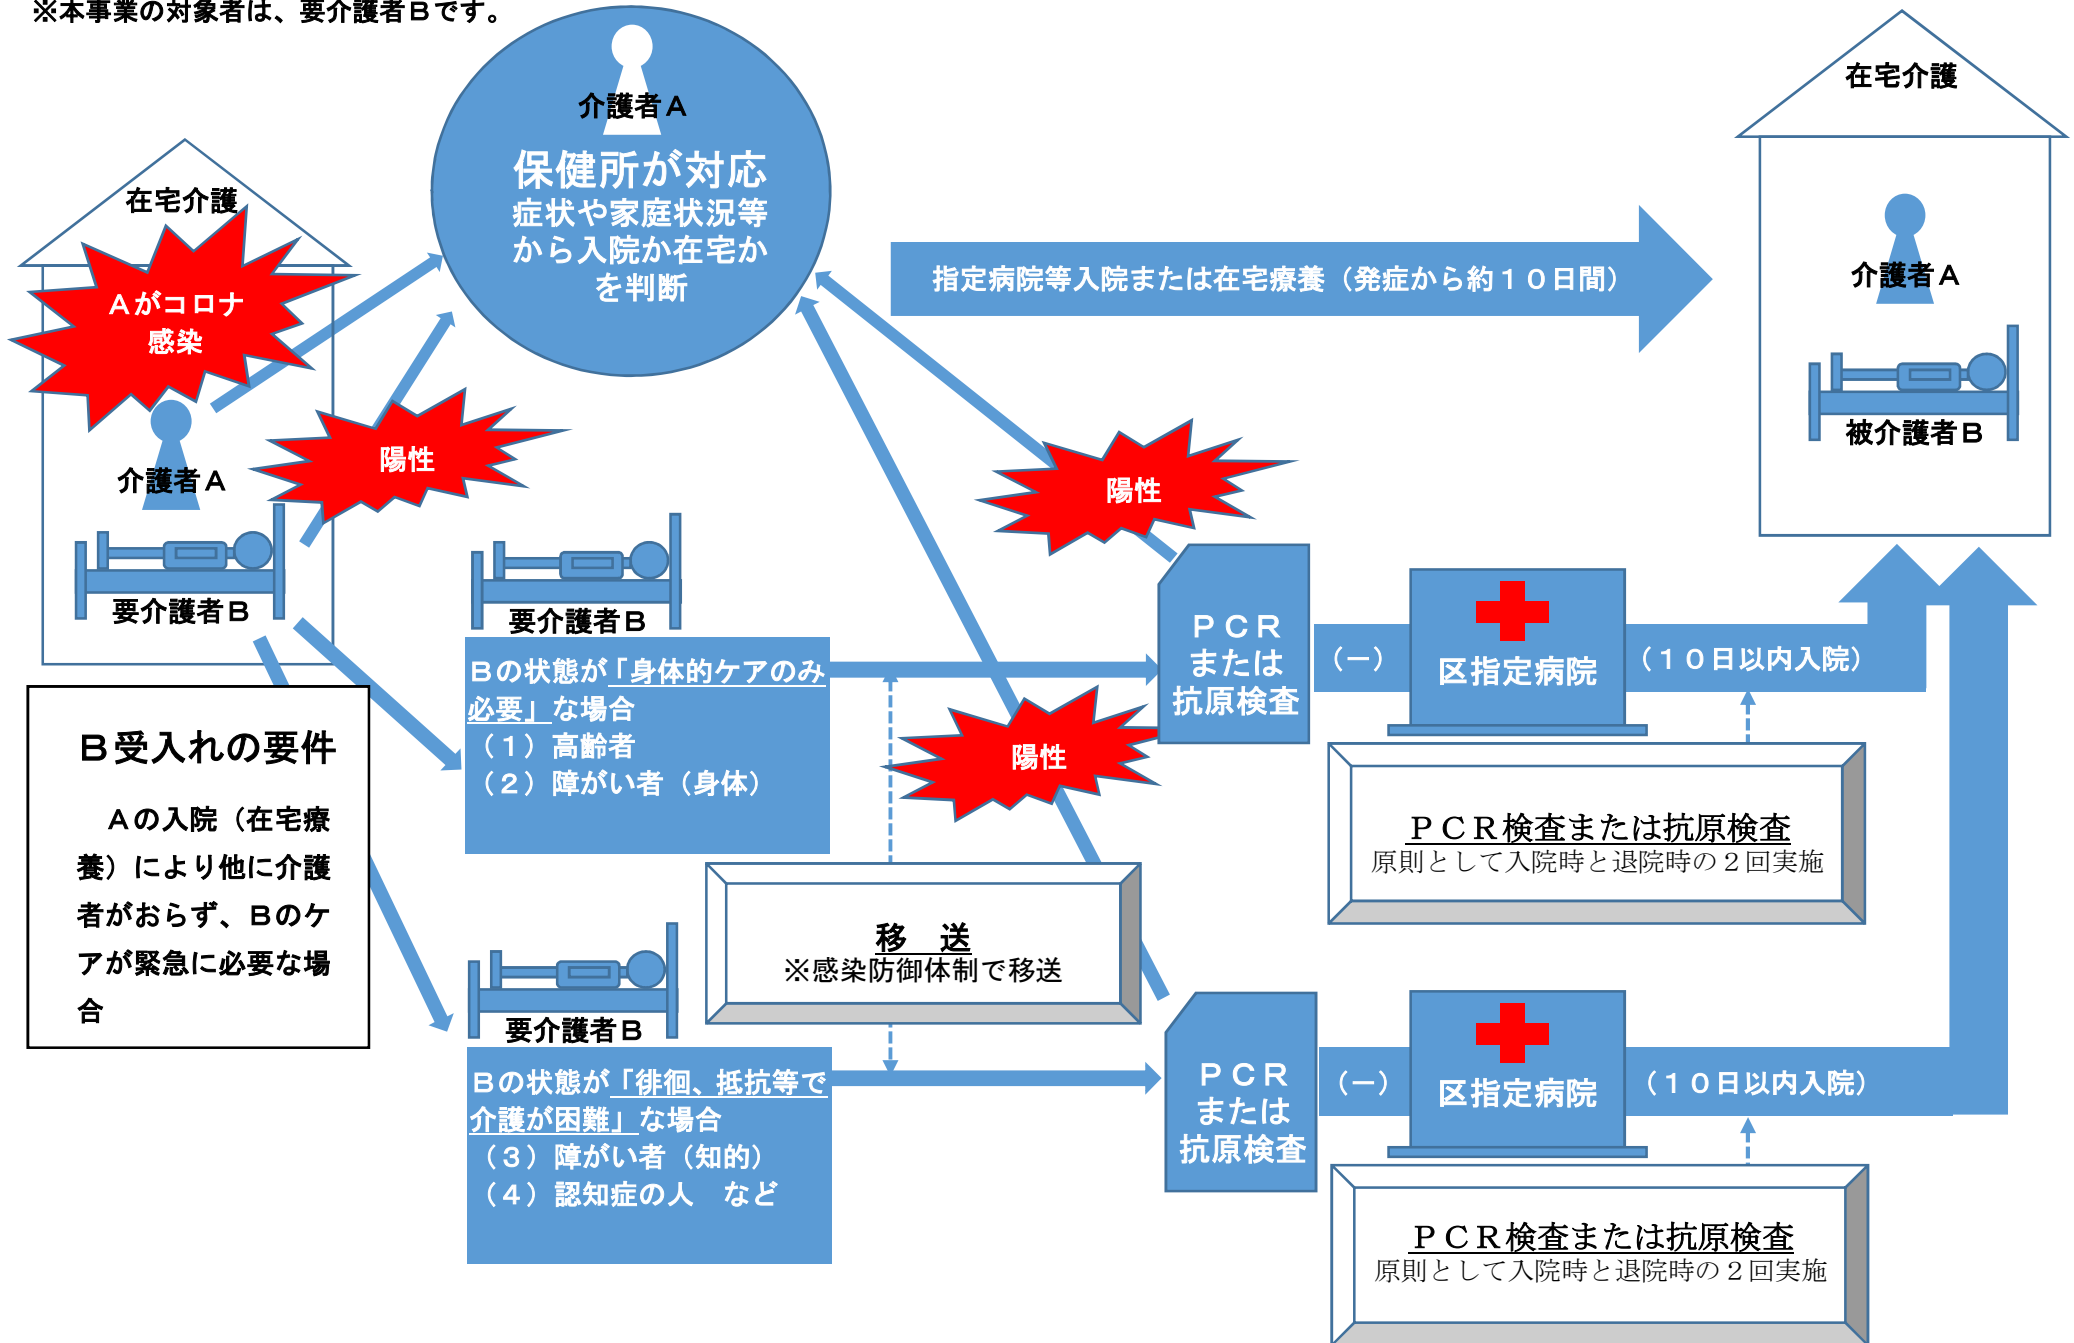 ※本事業の対象者は、要介護者Ｂです。
介護者Ａ
保健所が対応
症状や家庭状況等
から入院か在宅か
を判断
在宅介護
Ａがコロナ
感染
介護者Ａ
要介護者Ｂ
陽性
指定病院等入院または在宅療養（発症から約１０日間）
在宅介護
介護者Ａ
被介護者Ｂ
Ｂ受入れの要件
Ａの入院（在宅療
養）により他に介護
者がおらず、Ｂのケ
アが緊急に必要な場
合
要介護者Ｂ
Ｂの状態が「身体的ケアのみ
必要」な場合
（１）高齢者
（２）障がい者（身体）
陽性
陽性
ＰＣＲ
または
抗原検査
（－）
区指定病院
（１０日以内入院）
ＰＣＲ検査または抗原検査
原則として入院時と退院時の２回実施
移　送
※感染防御体制で移送
要介護者Ｂ
Ｂの状態が「徘徊、抵抗等で
介護が困難」な場合
（３）障がい者（知的）
（４）認知症の人　など
ＰＣＲ
または
抗原検査
（－）
区指定病院
（１０日以内入院）
ＰＣＲ検査または抗原検査
原則として入院時と退院時の２回実施